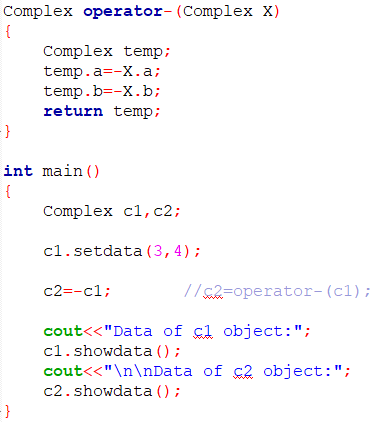 Complex operator-(Complex X)
{
    Complex temp;
    temp.a=-X.a;
    temp.b=-X.b;
    return temp;
}
int main()
{
    Complex c1,c2;
    c1.setdata(3,4);
    c2=-c1;       //c2=operator-(c1);
    cout<<"Data of c1 object:";
    c1.showdata();
    cout<<"\n\nData of c2 object:";
    c2.showdata();
}